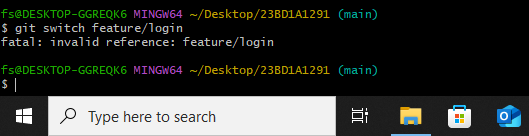 fs@DESKTOP-GGREQK6 MINGW64 ~/Desktop/23BD1A1291 (main)
$ git switch feature/login
fatal: invalid reference: feature/login
fs@DESKTOP-GGREQK6 MINGW64 ~/Desktop/23BD1A1291 (main)
$
Type here to search